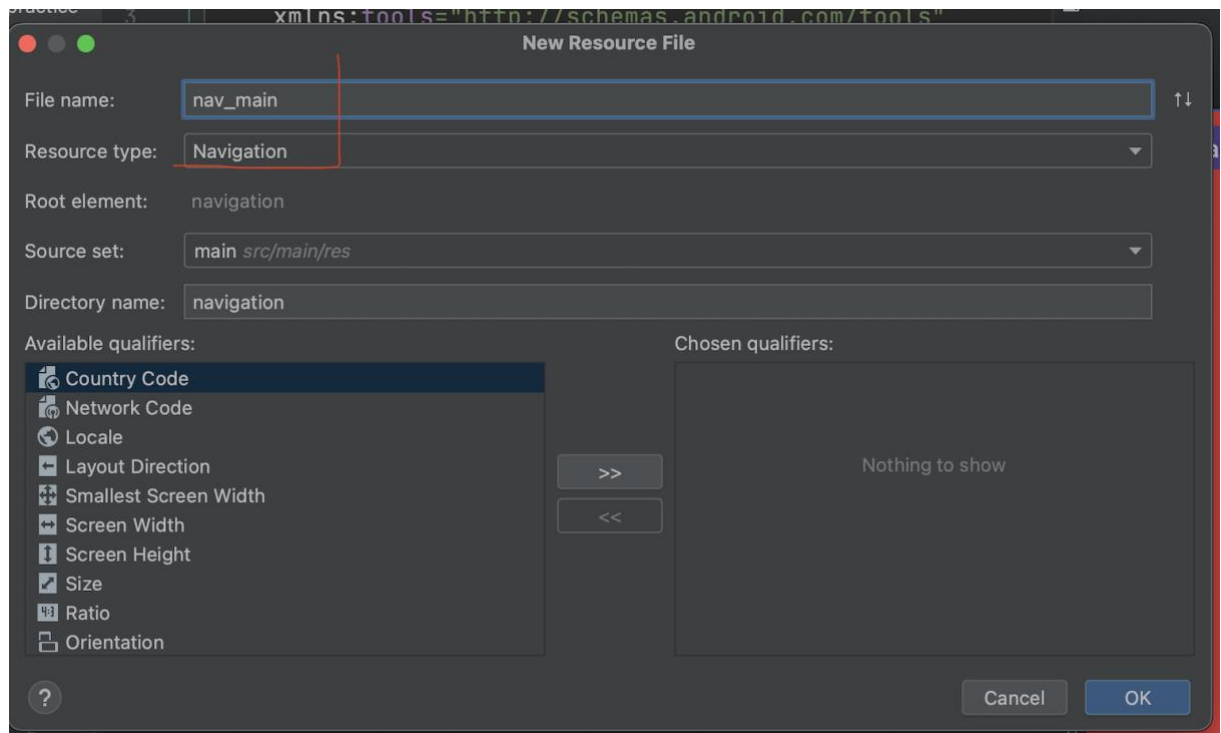 practice
3
xmlns:tools="http://schemas.android.com/tools"
New Resource File
File name: nav_main
Resource type: Navigation
Root element: navigation
Source set: main src/main/res
Directory name: navigation
Available qualifiers:
Chosen qualifiers:
Country Code
Network Code
Locale
Layout Direction
Smallest Screen Width
Screen Width
Screen Height
Size
Ratio
Orientation
>>
<<
Nothing to show
?
Cancel
OK